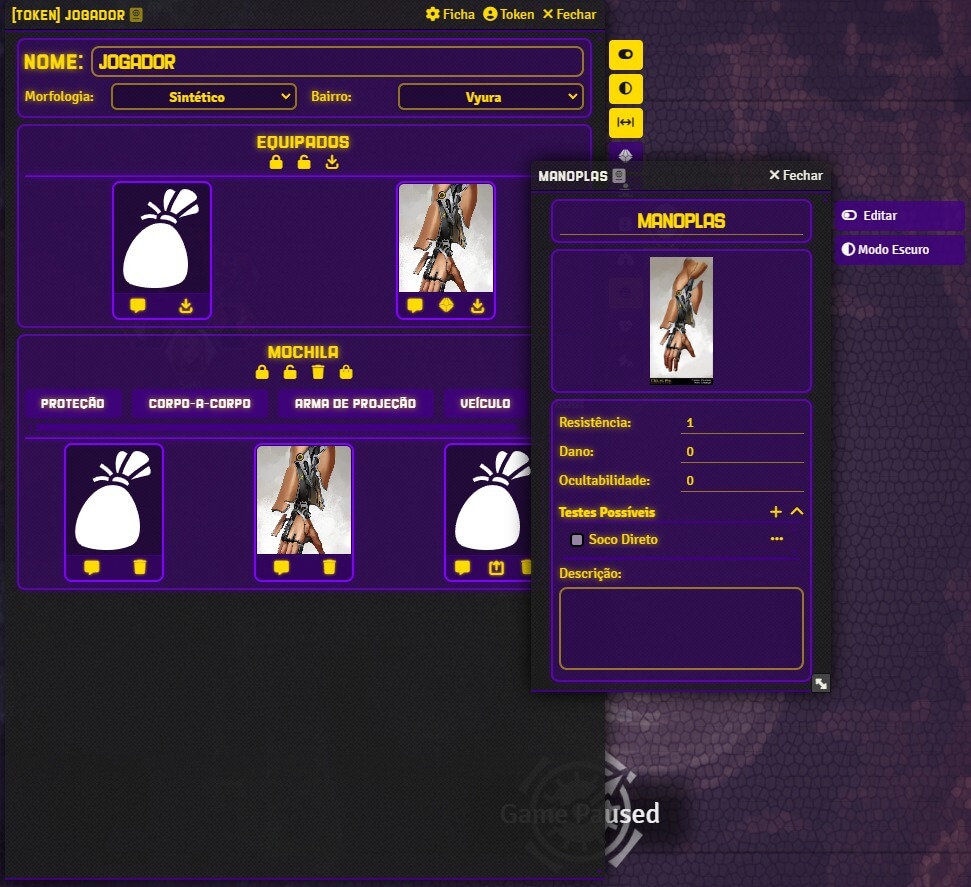 [TOKEN] JOGADOR
Ficha
Token
Fechar
NOME: JOGADOR
Morfologia: Sintético
Bairro: Vyura
EQUIPADOS
MOCHILA
PROTEÇÃO
CORPO-A-CORPO
ARMA DE PROJEÇÃO
VEÍCULO
MANOPLAS
Fechar
MANOPLAS
Editar
Modo Escuro
Resistência: 1
Dano: 0
Ocultabilidade: 0
Testes Possíveis
Soco Direto
Descrição:
Game Paused